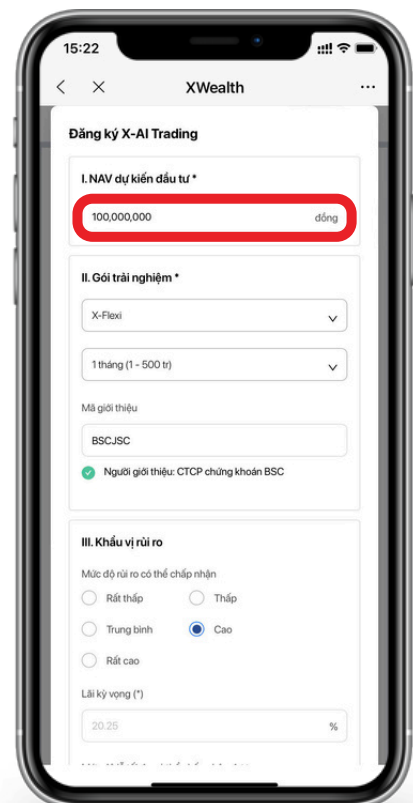 15:22
XWealth
Đăng ký X-AI Trading
I. NAV dự kiến đầu tư *
100,000,000 đồng
II. Gói trải nghiệm *
X-Flexi
1 tháng (1 - 500 tr)
Mã giới thiệu
BSCJSC
Người giới thiệu: CTCP chứng khoán BSC
III. Khẩu vị rủi ro
Mức độ rủi ro có thể chấp nhận
Rất thấp Thấp
Trung bình Cao
Rất cao
Lãi kỳ vọng (*)
20.25 %